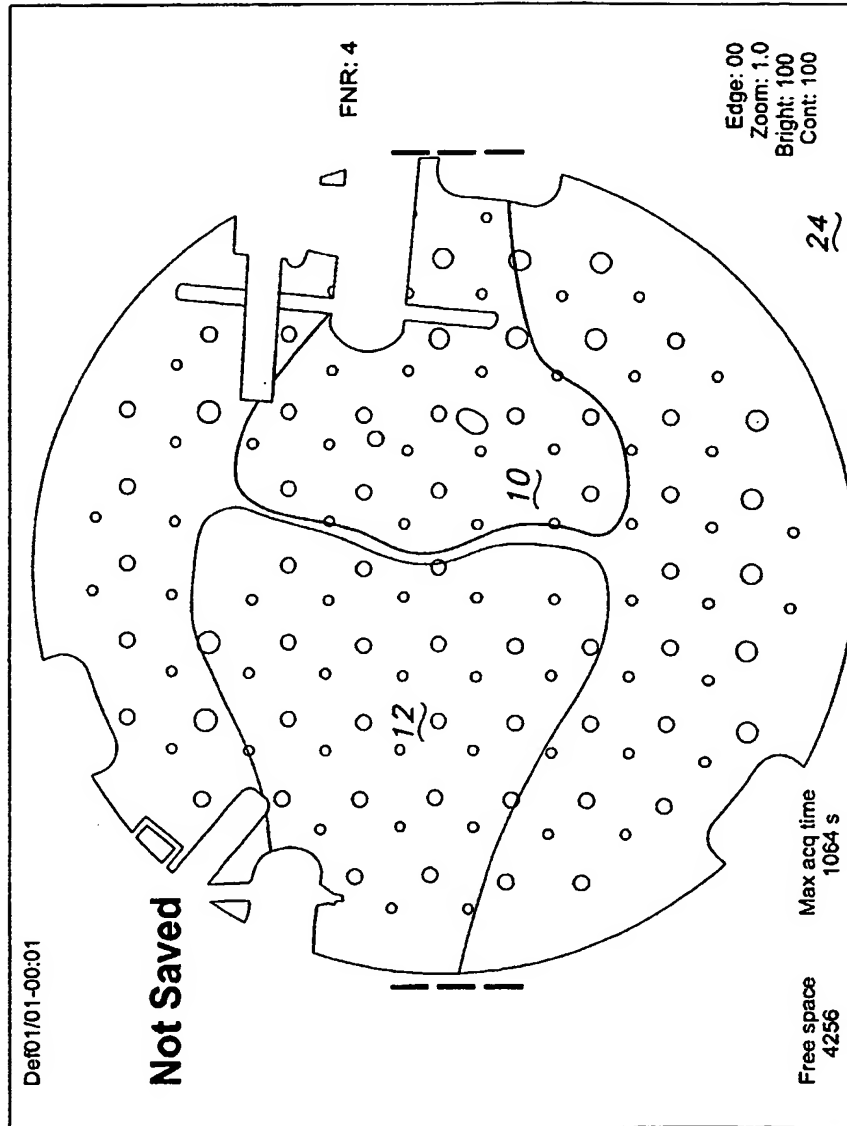 Def01/01-00:01
Not Saved
FNR: 4
12
10
24
Free space
4256
Max acq time
1064 s
Edge: 00
Zoom: 1.0
Bright: 100
Cont: 100